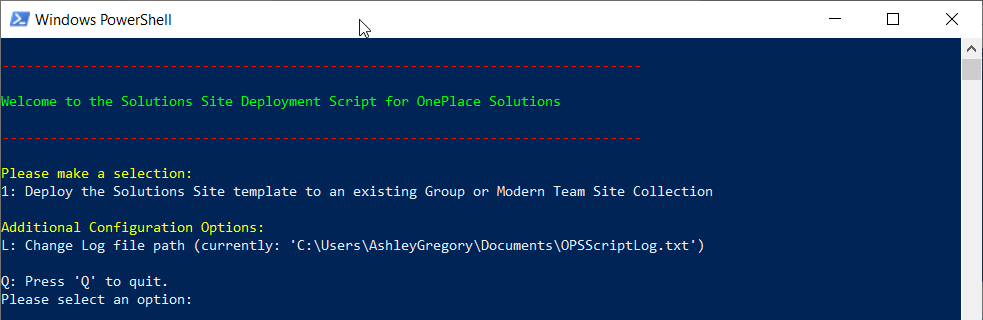 Windows PowerShell
--------------------------------------------------------------------------------
Welcome to the Solutions Site Deployment Script for OnePlace Solutions
--------------------------------------------------------------------------------
Please make a selection:
1: Deploy the Solutions Site template to an existing Group or Modern Team Site Collection
Additional Configuration Options:
L: Change Log file path (currently: 'C:\Users\AshleyGregory\Documents\OPSScriptLog.txt')
Q: Press 'Q' to quit.
Please select an option: